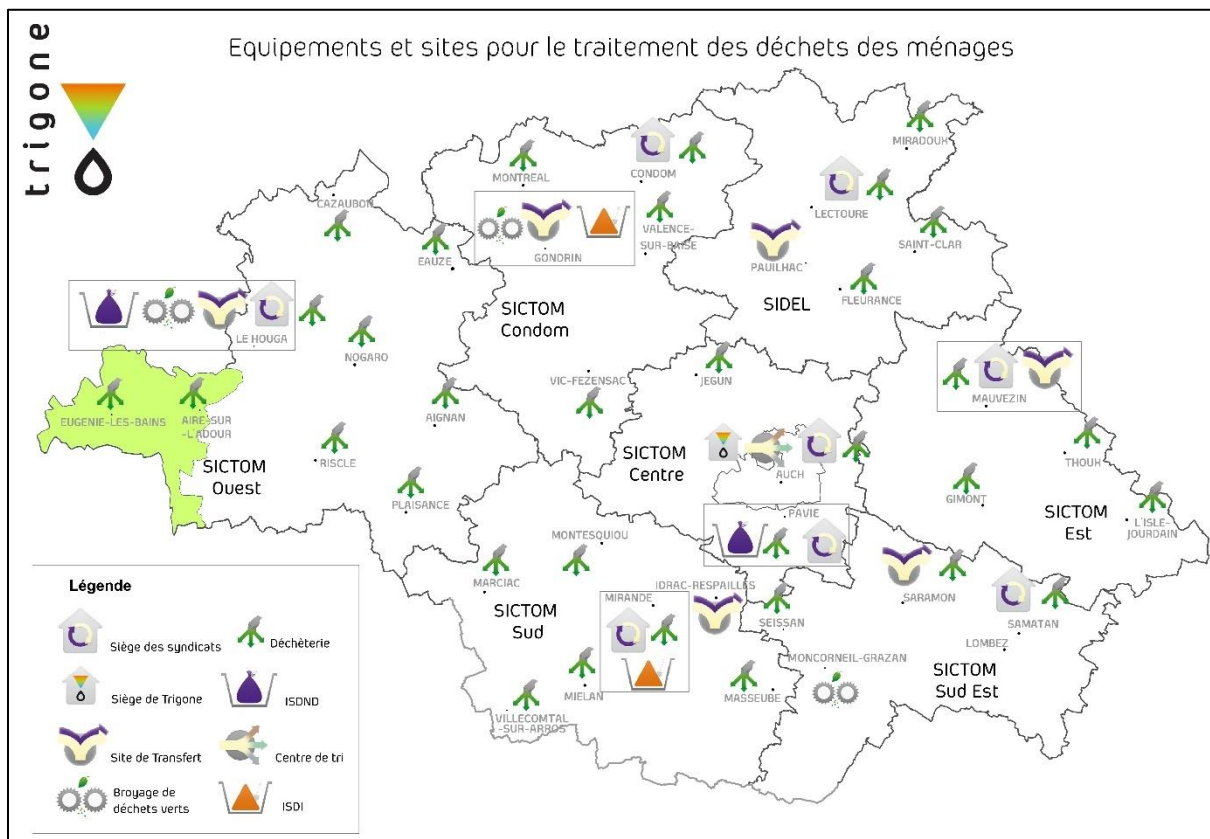 trigone
Equipements et sites pour le traitement des déchets des ménages
MIRADOUX
MONTREAL
CONDOM
LECTOURE
CAZAUBON
VALENCE-
SUR-BAISE
SAINT-CLAR
EAUZE
GONDRIN
PAUILHAC
FLEURANCE
SICTOM
Condom
SIDEL
LE HOUGA
NOGARO
JEGUN
VIC-FEZENSAC
MAUVEZIN
EUGENIE-LES-BAINS
AIRE-SUR
-L'ADOUR
AIGNAN
THOUX
SICTOM
Ouest
RISCLE
SICTOM
Centre
AUCH
GIMONT
PLAISANCE
PAVIE
SICTOM
Est
L'ISLE-
JOURDAIN
MONTESQUIOU
MARCIAC
IDRAC-RESPAILLÈS
SARAMON
SICTOM
Sud
MIRANDE
SEISSAN
SAMATAN
LOMBEZ
MONCORNEIL-GRAZAN
SICTOM
Sud Est
MIELAN
MASSEUBE
VILLECOMTAL
-SUR-ARROS
Légende
Siège des syndicats
Déchèterie
Siège de Trigone
ISDND
Site de Transfert
Centre de tri
Broyage de
déchets verts
ISDI